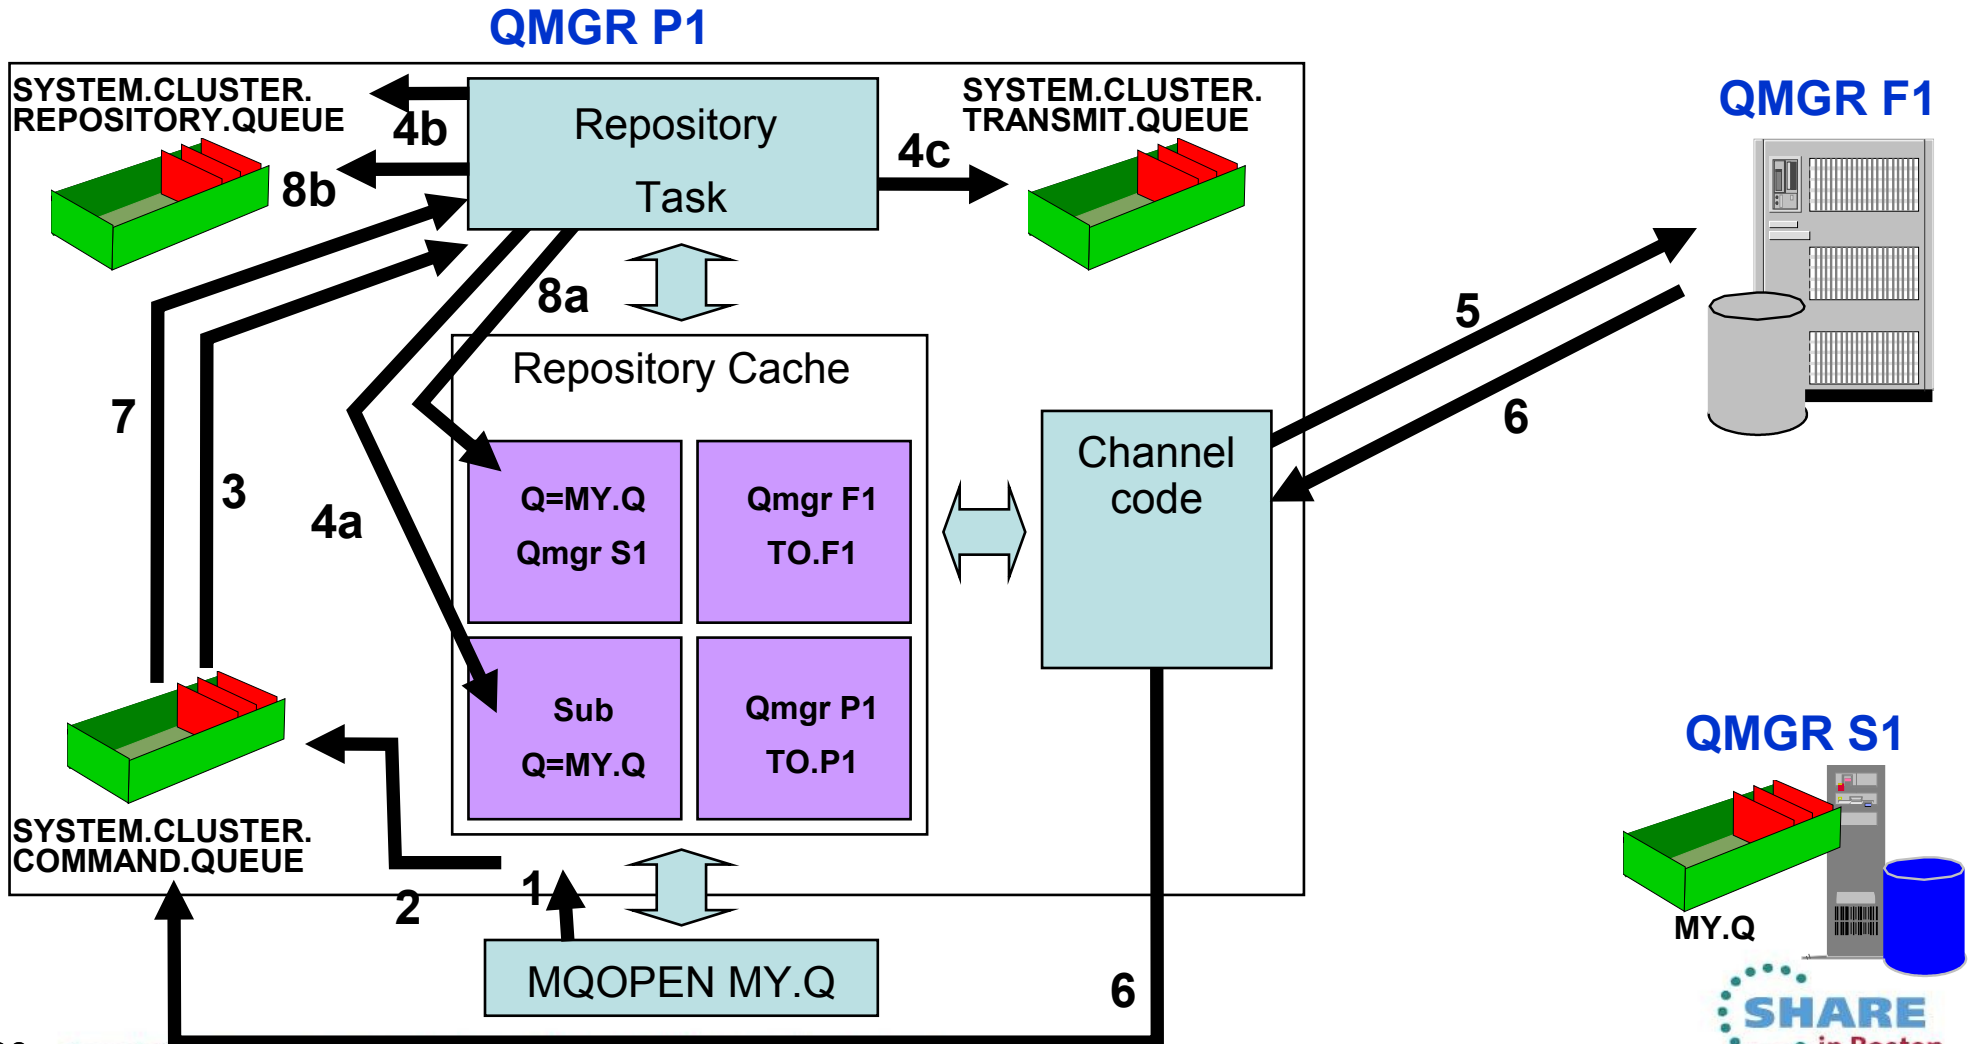 QMGR P1
SYSTEM.CLUSTER.
REPOSITORY.QUEUE
4b
8b
Repository
Task
4c
SYSTEM.CLUSTER.
TRANSMIT.QUEUE
QMGR F1
8a
5
6
7
3
4a
Repository Cache
Q=MY.Q
Qmgr S1
Qmgr F1
TO.F1
Sub
Q=MY.Q
Qmgr P1
TO.P1
Channel
code
SYSTEM.CLUSTER.
COMMAND.QUEUE
2
1
MQOPEN MY.Q
6
QMGR S1
MY.Q
SHARE
in Boston